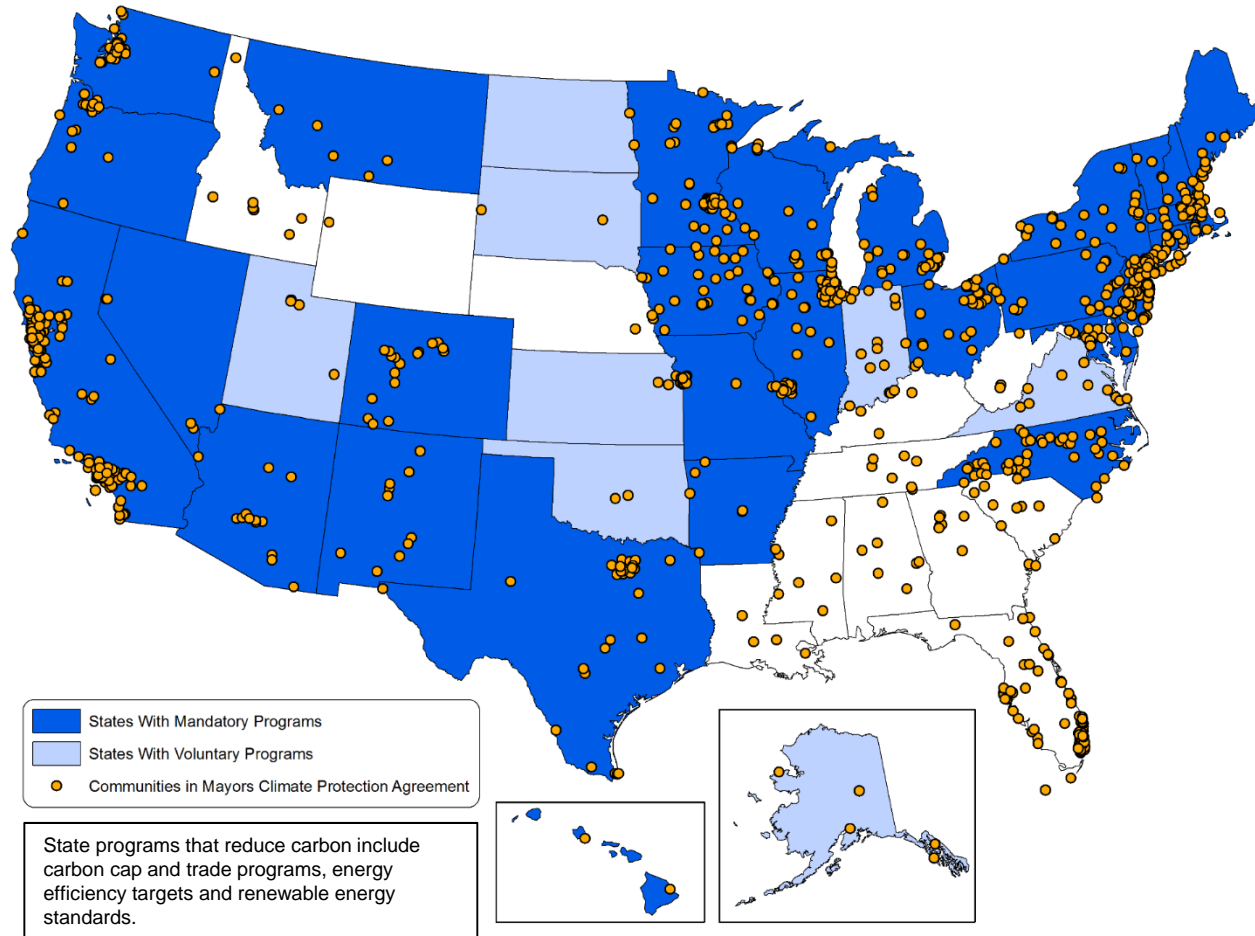 States With Mandatory Programs
States With Voluntary Programs
Communities in Mayors Climate Protection Agreement
State programs that reduce carbon include
carbon cap and trade programs, energy
efficiency targets and renewable energy
standards.